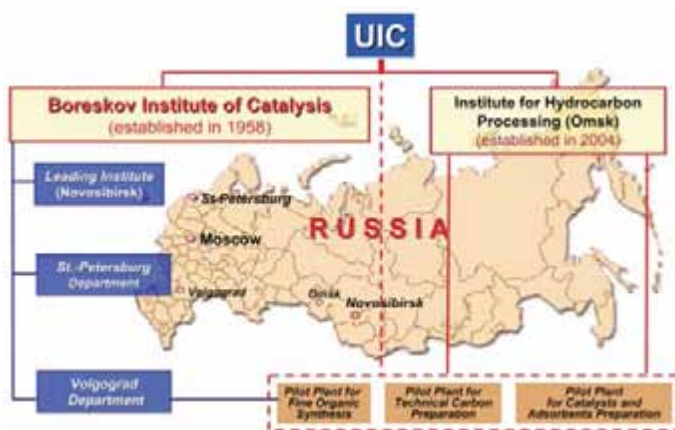 UIC
Boreskov Institute of Catalysis
(established in 1958)
Institute for Hydrocarbon
Processing (Omsk)
(established in 2004)
Leading Institute
(Novosibirsk)
Ss-Petersburg
RUSSIA
Moscow
St.-Petersburg
Department
Volgograd
Omsk
Novosibirsk
Volgograd
Department
Pilot Plant for
Fine Organic
Synthesis
Pilot Plant for
Technical Carbon
Preparation
Pilot Plant
for Catalysts and
Adsorbents Preparation